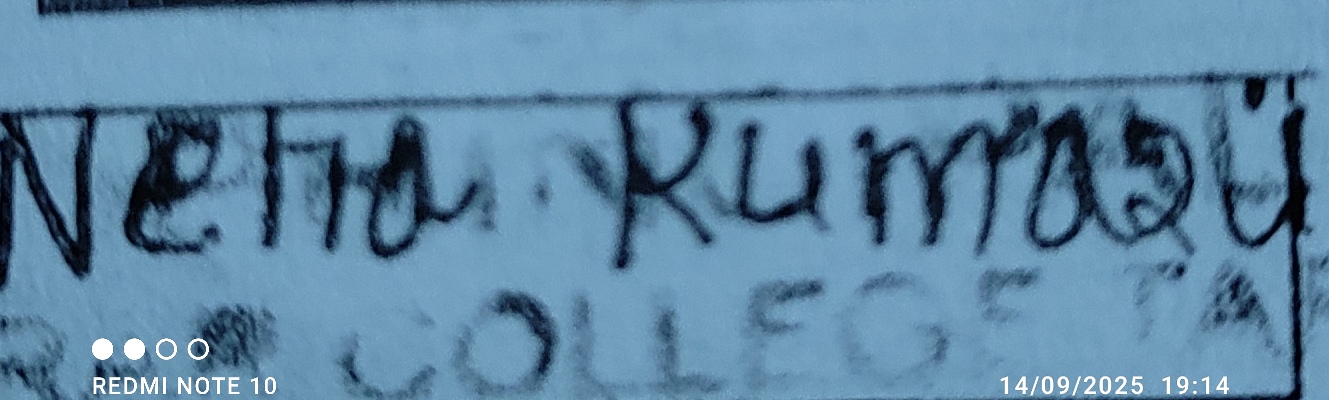 Neha Kumari
COLLEGE
REDMI NOTE 10
14/09/2025 19:14